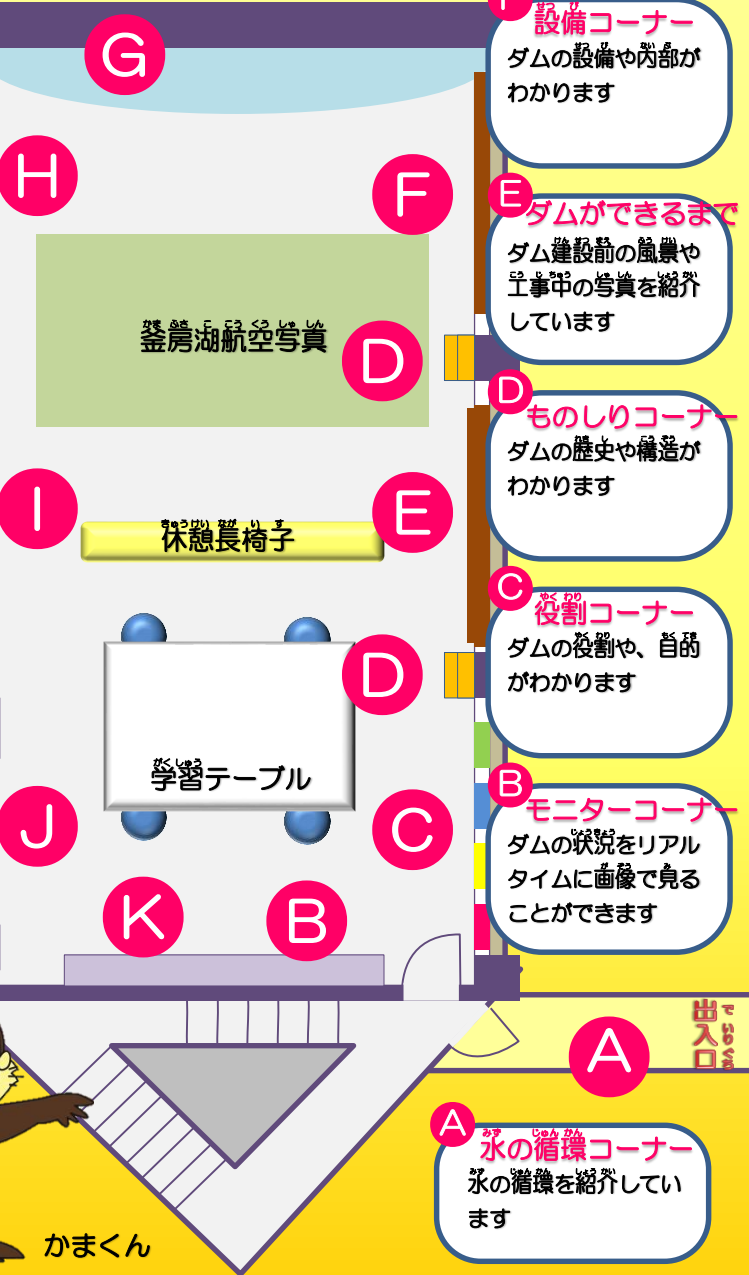 G
H
F
釜房湖航空写真
D
I
休憩長椅子
E
D
学習テーブル
J
C
K
B
A
出入口
でいりぐち
かまくん
設備コーナー
ダムの設備や内部が
わかります
E
ダムができるまで
ダム建設前の風景や
工事中の写真を紹介
しています
D
ものしりコーナー
ダムの歴史や構造が
わかります
C
役割コーナー
ダムの役割や、目的
がわかります
B
モニターコーナー
ダムの状況をリアル
タイムに画像で見る
ことができます
A
水の循環コーナー
水の循環を紹介してい
ます